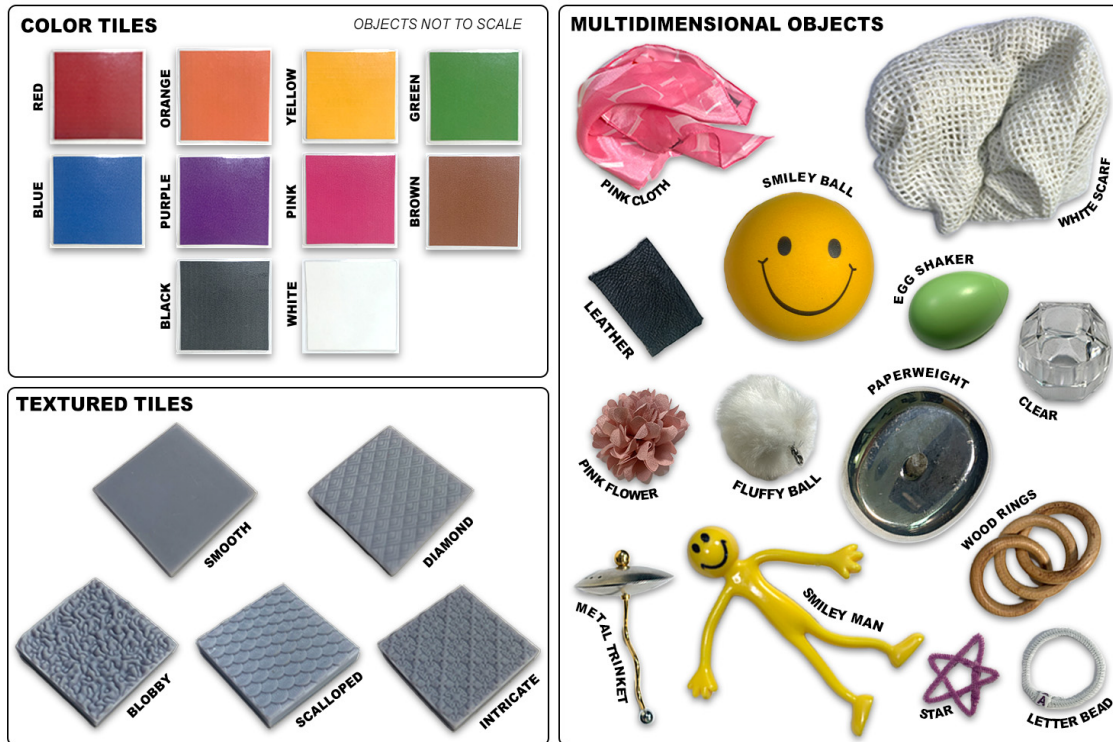 COLOR TILES
OBJECTS NOT TO SCALE
RED
ORANGE
YELLOW
GREEN
BLUE
PURPLE
PINK
BROWN
BLACK
WHITE
TEXTURED TILES
SMOOTH
DIAMOND
BLOBBY
SCALLOPED
INTRICATE
MULTIDIMENSIONAL OBJECTS
PINK CLOTH
SMILEY BALL
WHITE SCARF
LEATHER
EGG SHAKER
CLEAR
PINK FLOWER
FLUFFY BALL
PAPERWEIGHT
WOOD RINGS
METAL TRINKET
SMILEY MAN
STAR
LETTER BEAD
A